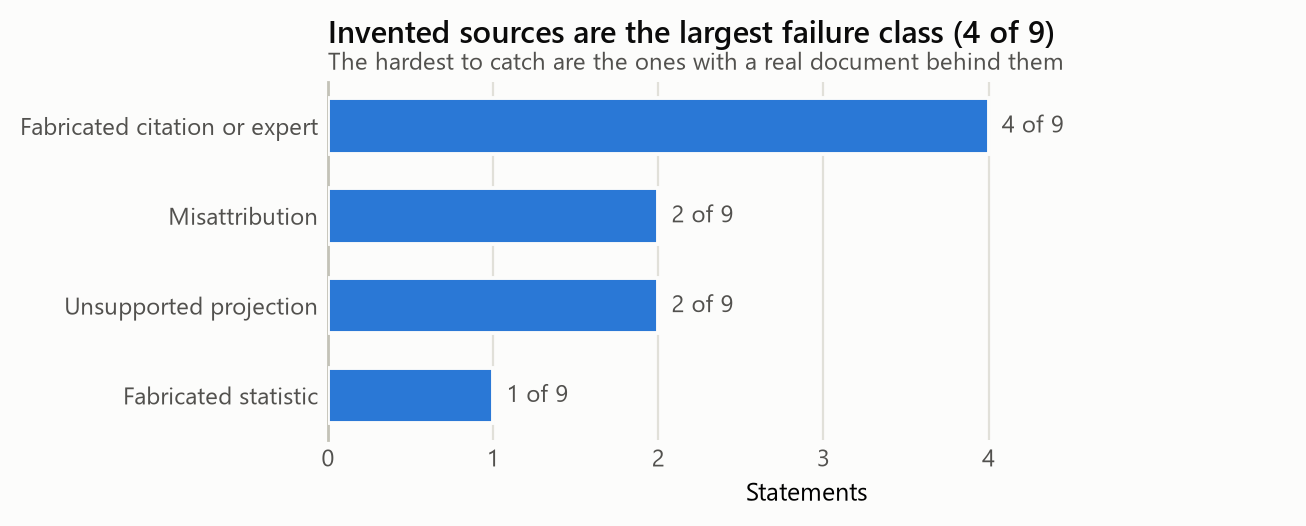 Invented sources are the largest failure class (4 of 9)
The hardest to catch are the ones with a real document behind them
Fabricated citation or expert
4 of 9
Misattribution
2 of 9
Unsupported projection
2 of 9
Fabricated statistic
1 of 9
0 1 2 3 4
Statements